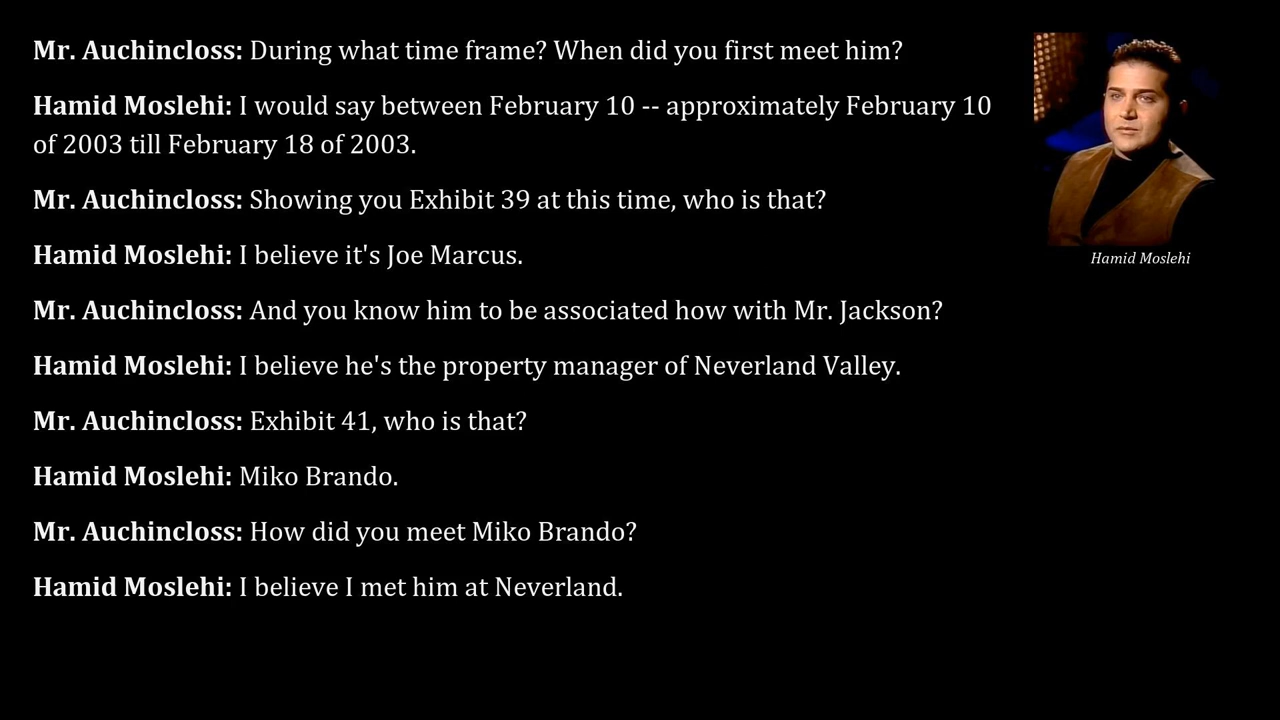 Mr. Auchincloss: During what time frame? When did you first meet him?
Hamid Moslehi: I would say between February 10 -- approximately February 10
of 2003 till February 18 of 2003.
Mr. Auchincloss: Showing you Exhibit 39 at this time, who is that?
Hamid Moslehi: I believe it's Joe Marcus.
Mr. Auchincloss: And you know him to be associated how with Mr. Jackson?
Hamid Moslehi: I believe he's the property manager of Neverland Valley.
Mr. Auchincloss: Exhibit 41, who is that?
Hamid Moslehi: Miko Brando.
Mr. Auchincloss: How did you meet Miko Brando?
Hamid Moslehi: I believe I met him at Neverland.
Hamid Moslehi